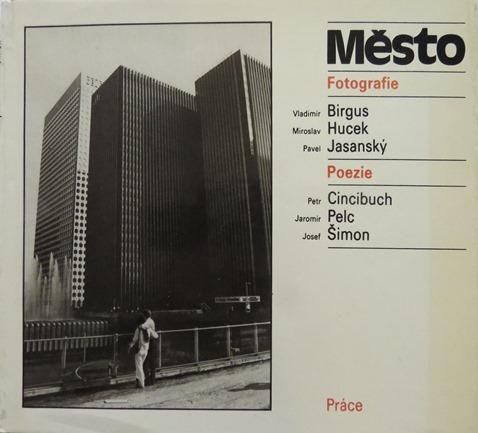 Město
Fotografie
Vladimír Birgus
Miroslav Hucek
Pavel Jasanský
Poezie
Petr Cincibuch
Jaromír Pelc
Josef Šimon
Práce